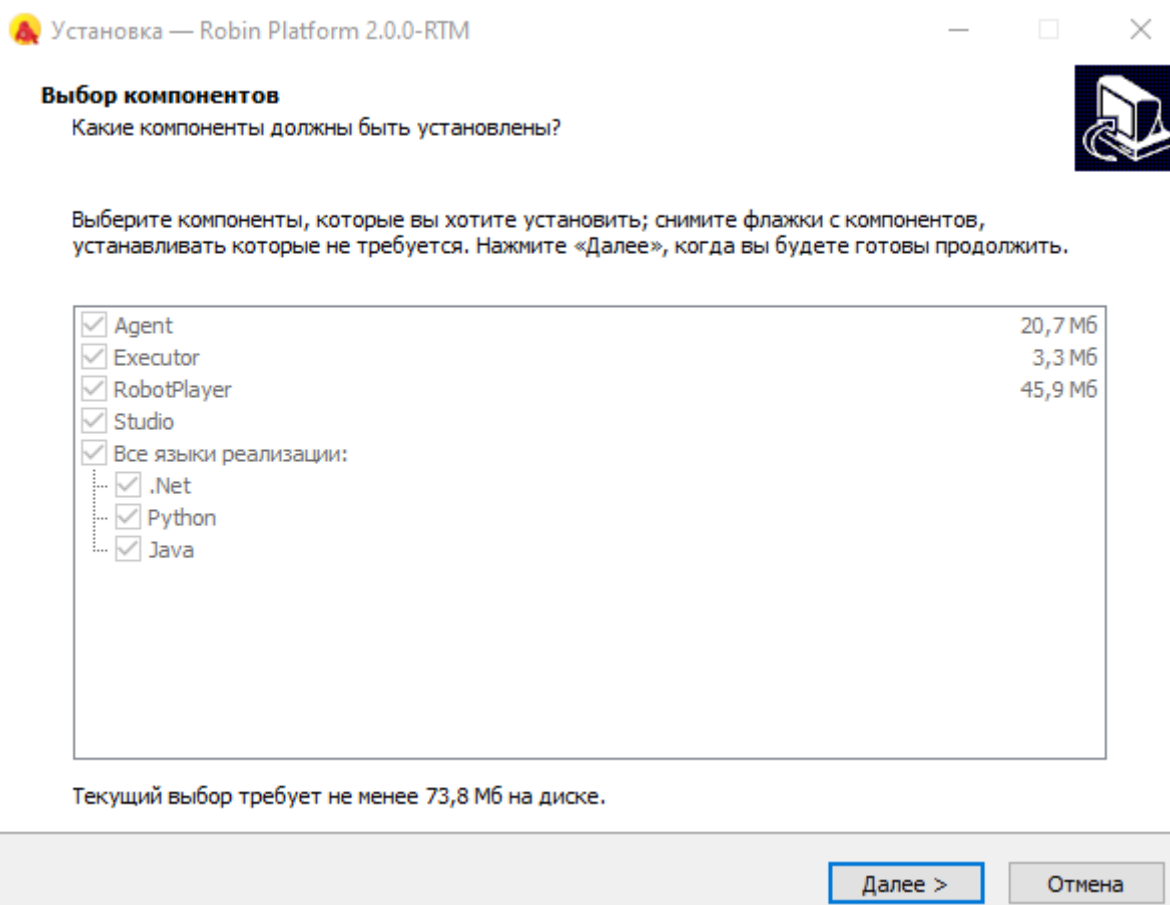 Установка — Robin Platform 2.0.0-RTM
Выбор компонентов
Какие компоненты должны быть установлены?
Выберите компоненты, которые вы хотите установить; снимите флажки с компонентов,
устанавливать которые не требуется. Нажмите «Далее», когда вы будете готовы продолжить.
Agent 20,7 Мб
Executor 3,3 Мб
RobotPlayer 45,9 Мб
Studio
Все языки реализации:
.Net
Python
Java
Текущий выбор требует не менее 73,8 Мб на диске.
Далее > Отмена